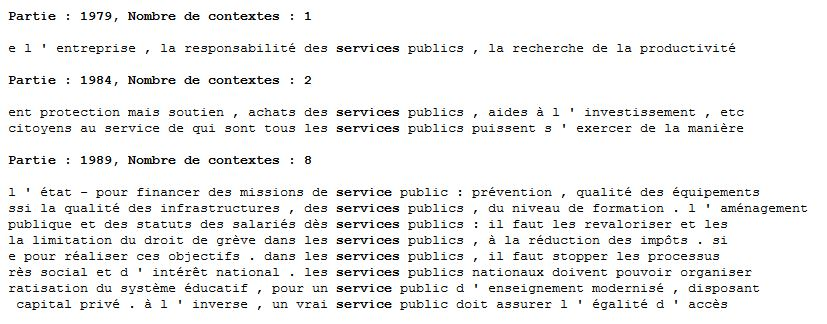 Partie : 1979, Nombre de contextes : 1
e l ' entreprise , la responsabilité des services publics , la recherche de la productivité
Partie : 1984, Nombre de contextes : 2
ent protection mais soutien , achats des services publics , aides à l ' investissement , etc
citoyens au service de qui sont tous les services publics puissent s ' exercer de la manière
Partie : 1989, Nombre de contextes : 8
l ' état - pour financer des missions de service public : prévention , qualité des équipements
ssi la qualité des infrastructures , des services publics , du niveau de formation . l ' aménagement
publique et des statuts des salariés dès services publics : il faut les revaloriser et les
la limitation du droit de grève dans les services publics , à la réduction des impôts . si
e pour réaliser ces objectifs . dans les services publics , il faut stopper les processus
rès social et d ' intérêt national . les services publics nationaux doivent pouvoir organiser
ratisation du système éducatif , pour un service public d ' enseignement modernisé , disposant
capital privé . à l ' inverse , un vrai service public doit assurer l ' égalité d ' accès